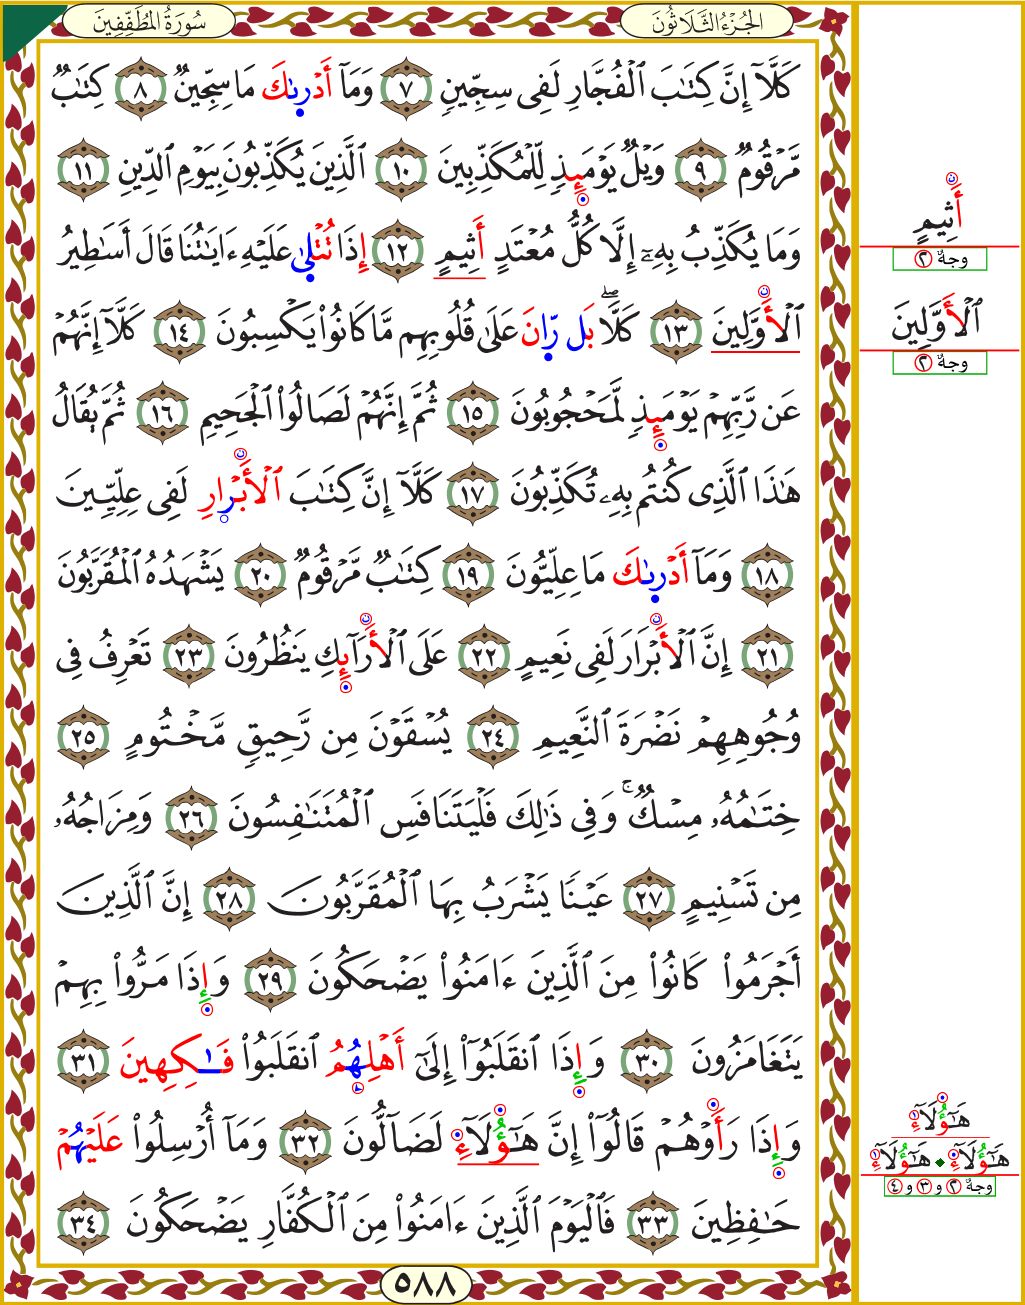 سُورَةُ المُطَفِّفِينَ
الجُزْءُ الثَّلَاثُونَ
كَلَّآ إِنَّ كِتَٰبَ ٱلْفُجَّارِ لَفِى سِجِّينٍۢ ٧ وَمَآ أَدْرىٰكَ مَا سِجِّينٌۭ ٨ كِتَٰبٌۭ
مَّرْقُومٌۭ ٩ وَيْلٌۭ يَوْمَئِذٍۢ لِّلْمُكَذِّبِينَ ١٠ ٱلَّذِينَ يُكَذِّبُونَ بِيَوْمِ ٱلدِّينِ ١١
وَمَا يُكَذِّبُ بِهِۦٓ إِلَّا كُلُّ مُعْتَدٍ أَثِيمٍ ١٢ إِذَا تُتْلىٰ عَلَيْهِ ءَايَٰتُنَا قَالَ أَسَٰطِيرُ
ٱلْأَوَّلِينَ ١٣ كَلَّا ۖ بَل رَّانَ عَلَىٰ قُلُوبِهِم مَّا كَانُوا۟ يَكْسِبُونَ ١٤ كَلَّآ إِنَّهُمْ
عَن رَّبِّهِمْ يَوْمَئِذٍۢ لَّمَحْجُوبُونَ ١٥ ثُمَّ إِنَّهُمْ لَصَالُوا۟ ٱلْجَحِيمِ ١٦ ثُمَّ يُقَالُ
هَٰذَا ٱلَّذِى كُنتُم بِهِۦ تُكَذِّبُونَ ١٧ كَلَّآ إِنَّ كِتَٰبَ ٱلْأَبْرَارِ لَفِى عِلِّيِّينَ
١٨ وَمَآ أَدْرىٰكَ مَا عِلِّيُّونَ ١٩ كِتَٰبٌۭ مَّرْقُومٌۭ ٢٠ يَشْهَدُهُ ٱلْمُقَرَّبُونَ
٢١ إِنَّ ٱلْأَبْرَارَ لَفِى نَعِيمٍ ٢٢ عَلَى ٱلْأَرَآئِكِ يَنظُرُونَ ٢٣ تَعْرِفُ فِى
وُجُوهِهِمْ نَضْرَةَ ٱلنَّعِيمِ ٢٤ يُسْقَوْنَ مِن رَّحِيقٍۢ مَّخْتُومٍ ٢٥
خِتَٰمُهُۥ مِسْكٌۭ ۚ وَفِى ذَٰلِكَ فَلْيَتَنَافَسِ ٱلْمُتَنَٰفِسُونَ ٢٦ وَمِزَاجُهُۥ
مِن تَسْنِيمٍ ٢٧ عَيْنًۭا يَشْرَبُ بِهَا ٱلْمُقَرَّبُونَ ٢٨ إِنَّ ٱلَّذِينَ
أَجْرَمُوا۟ كَانُوا۟ مِنَ ٱلَّذِينَ ءَامَنُوا۟ يَضْحَكُونَ ٢٩ وَإِذَا مَرُّوا۟ بِهِمْ
يَتَغَامَزُونَ ٣٠ وَإِذَا ٱنقَلَبُوٓا۟ إِلَىٰٓ أَهْلِهُمُ ٱنقَلَبُوا۟ فَٰكِهِينَ ٣١
وَإِذَا رَأَوْهُمْ قَالُوٓا۟ إِنَّ هَٰٓؤُلَآءِ لَضَآلُّونَ ٣٢ وَمَآ أُرْسِلُوا۟ عَلَيْهُمْ
حَٰفِظِينَ ٣٣ فَٱلْيَوْمَ ٱلَّذِينَ ءَامَنُوا۟ مِنَ ٱلْكُفَّارِ يَضْحَكُونَ ٣٤
٥٨٨
أَثِيمٍ
وجهٌ ٢
ٱلْأَوَّلِينَ
وجهٌ ٢
هَٰٓؤُلَآءِ
هَٰٓؤُلَآءِ هَٰٓؤُلَآءِ
وجهٌ ٢ و ٣ و ٤